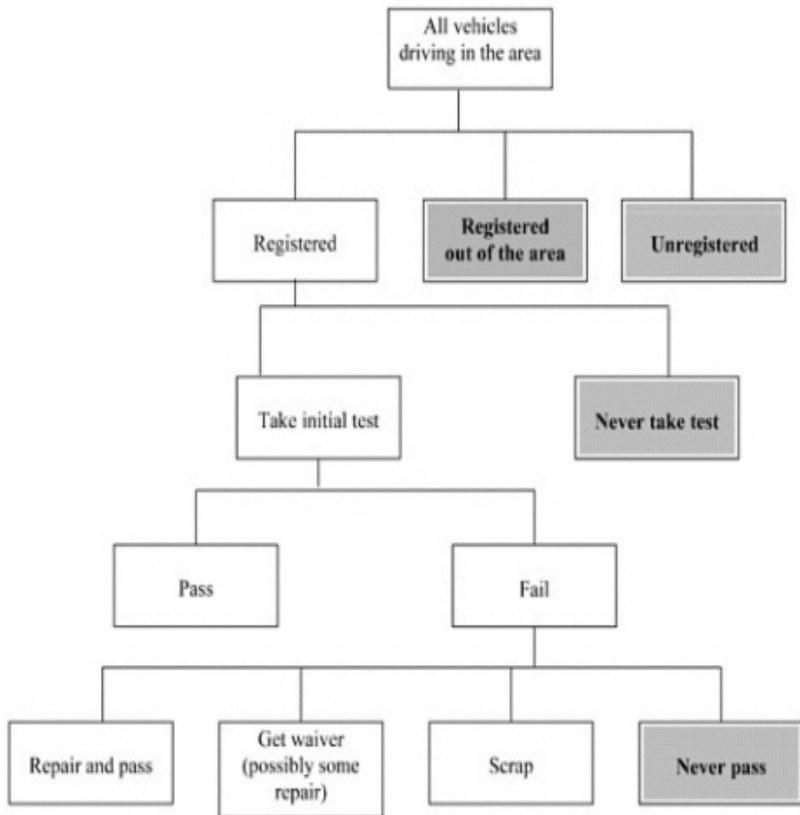 All vehicles
driving in the area
Registered
Registered
out of the area
Unregistered
Take initial test
Never take test
Pass
Fail
Repair and pass
Get waiver
(possibly some
repair)
Scrap
Never pass